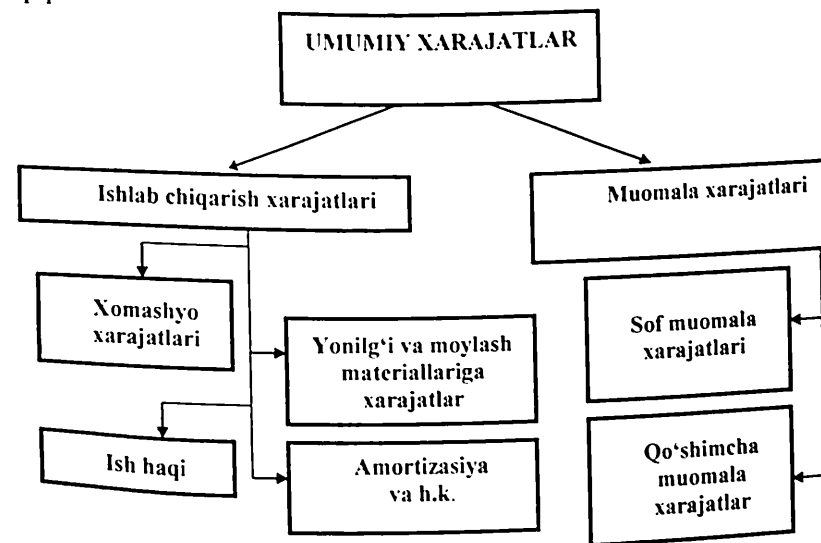 UMUMIY XARAJATLAR
Ishlab chiqarish xarajatlari
Muomala xarajatlari
Xomashyo
xarajatlari
Yonilg‘i va moylash
materiallariga
xarajatlar
Ish haqi
Amortizasiya
va h.k.
Sof muomala
xarajatlari
Qo‘shimcha
muomala
xarajatlar